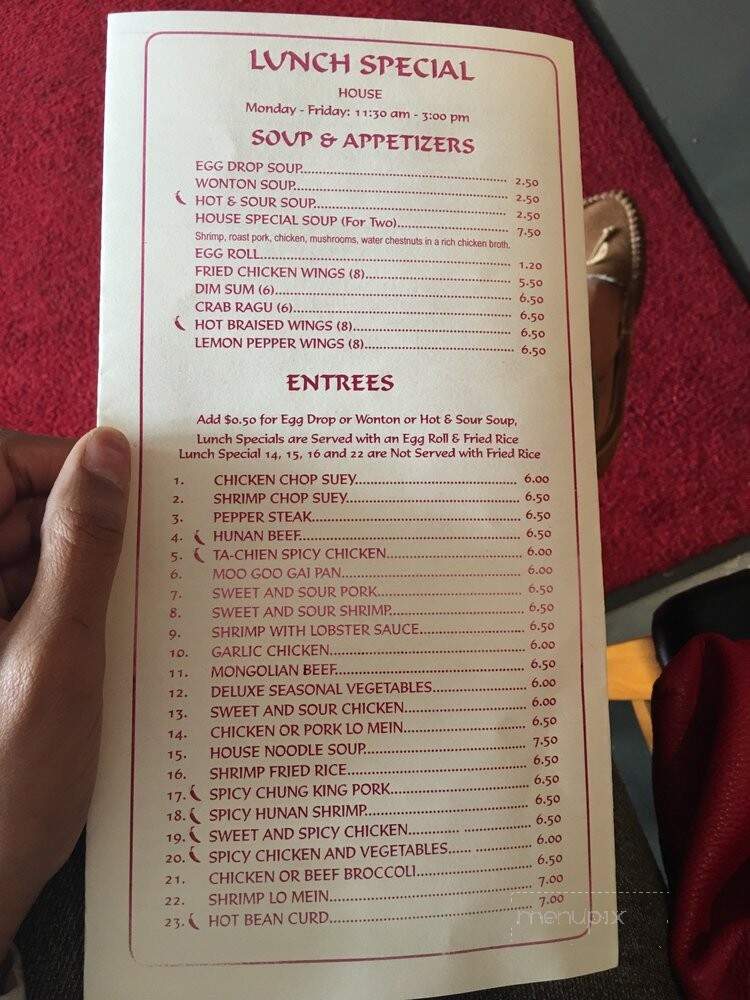 LUNCH SPECIAL
HOUSE
Monday - Friday: 11:30 am - 3:00 pm
SOUP & APPETIZERS
EGG DROP SOUP 2.50
WONTON SOUP 2.50
HOT & SOUR SOUP 2.50
HOUSE SPECIAL SOUP (For Two) 7.50
Shrimp, roast pork, chicken, mushrooms, water chestnuts in a rich chicken broth.
EGG ROLL 1.20
FRIED CHICKEN WINGS (8) 5.50
DIM SUM (6) 6.50
CRAB RAGU (6) 6.50
HOT BRAISED WINGS (8) 6.50
LEMON PEPPER WINGS (8) 6.50
ENTREES
Add $0.50 for Egg Drop or Wonton or Hot & Sour Soup,
Lunch Specials are Served with an Egg Roll & Fried Rice
Lunch Special 14, 15, 16 and 22 are Not Served with Fried Rice
1. CHICKEN CHOP SUEY 6.00
2. SHRIMP CHOP SUEY 6.50
3. PEPPER STEAK 6.50
4. HUNAN BEEF 6.50
5. TA-CHIEN SPICY CHICKEN 6.00
6. MOO GOO GAI PAN 6.00
7. SWEET AND SOUR PORK 6.50
8. SWEET AND SOUR SHRIMP 6.50
9. SHRIMP WITH LOBSTER SAUCE 6.50
10. GARLIC CHICKEN 6.00
11. MONGOLIAN BEEF 6.50
12. DELUXE SEASONAL VEGETABLES 6.00
13. SWEET AND SOUR CHICKEN 6.00
14. CHICKEN OR PORK LO MEIN 6.50
15. HOUSE NOODLE SOUP 7.50
16. SHRIMP FRIED RICE 6.50
17. SPICY CHUNG KING PORK 6.50
18. SPICY HUNAN SHRIMP 6.50
19. SWEET AND SPICY CHICKEN 6.50
20. SPICY CHICKEN AND VEGETABLES 6.00
21. CHICKEN OR BEEF BROCCOLI 6.50
22. SHRIMP LO MEIN 7.00
23. HOT BEAN CURD 7.00
menupix